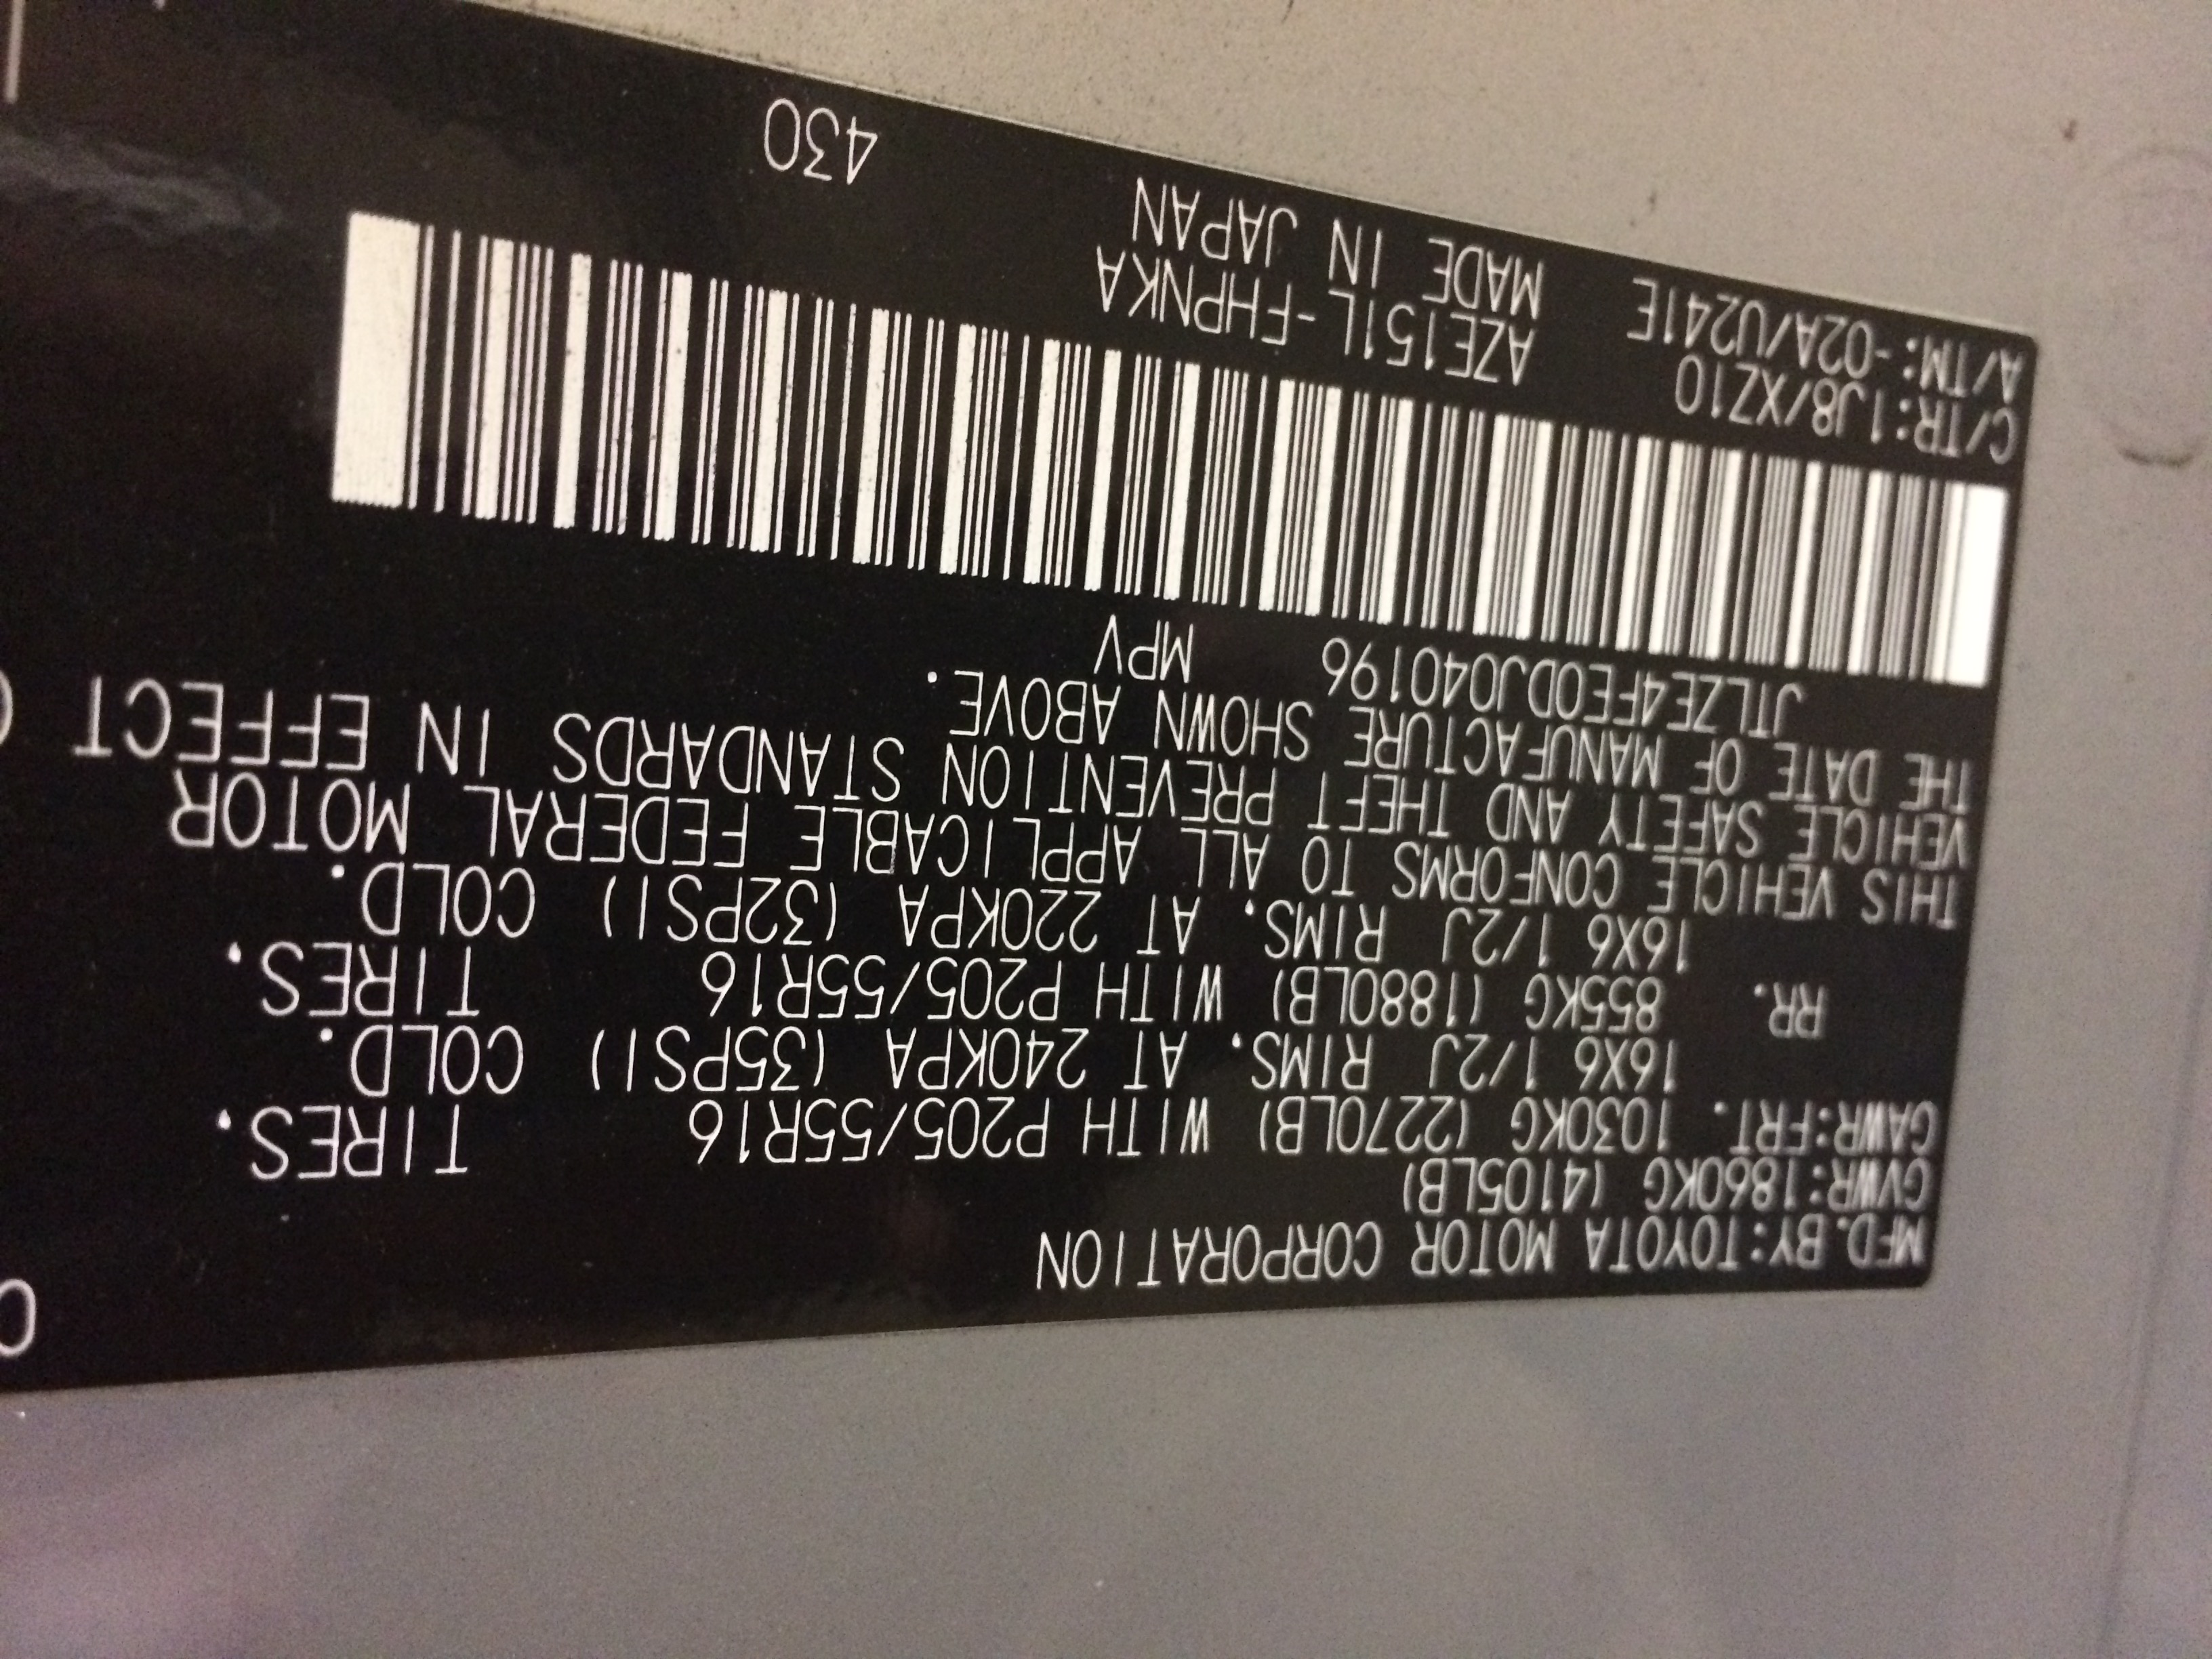 MFD.BY:TOYOTA MOTOR CORPORATION
GVWR:1860KG (4105LB)
GAWR:FRT. 1030KG (2270LB) WITH P205/55R16 TIRES.
16X6 1/2J RIMS. AT 240KPA (35PSI) COLD.
RR. 855KG (1880LB) WITH P205/55R16 TIRES.
16X6 1/2J RIMS. AT 220KPA (32PSI) COLD.
THIS VEHICLE CONFORMS TO ALL APPLICABLE FEDERAL MOTOR
VEHICLE SAFETY AND THEFT PREVENTION STANDARDS IN EFFECT
THE DATE OF MANUFACTURE SHOWN ABOVE.
JTLZE4FE0DJ040196 MPV
C/TR:1J8/XZ10 AZE151L-FHPNKA 430
A/TM:-02A/U241E MADE IN JAPAN